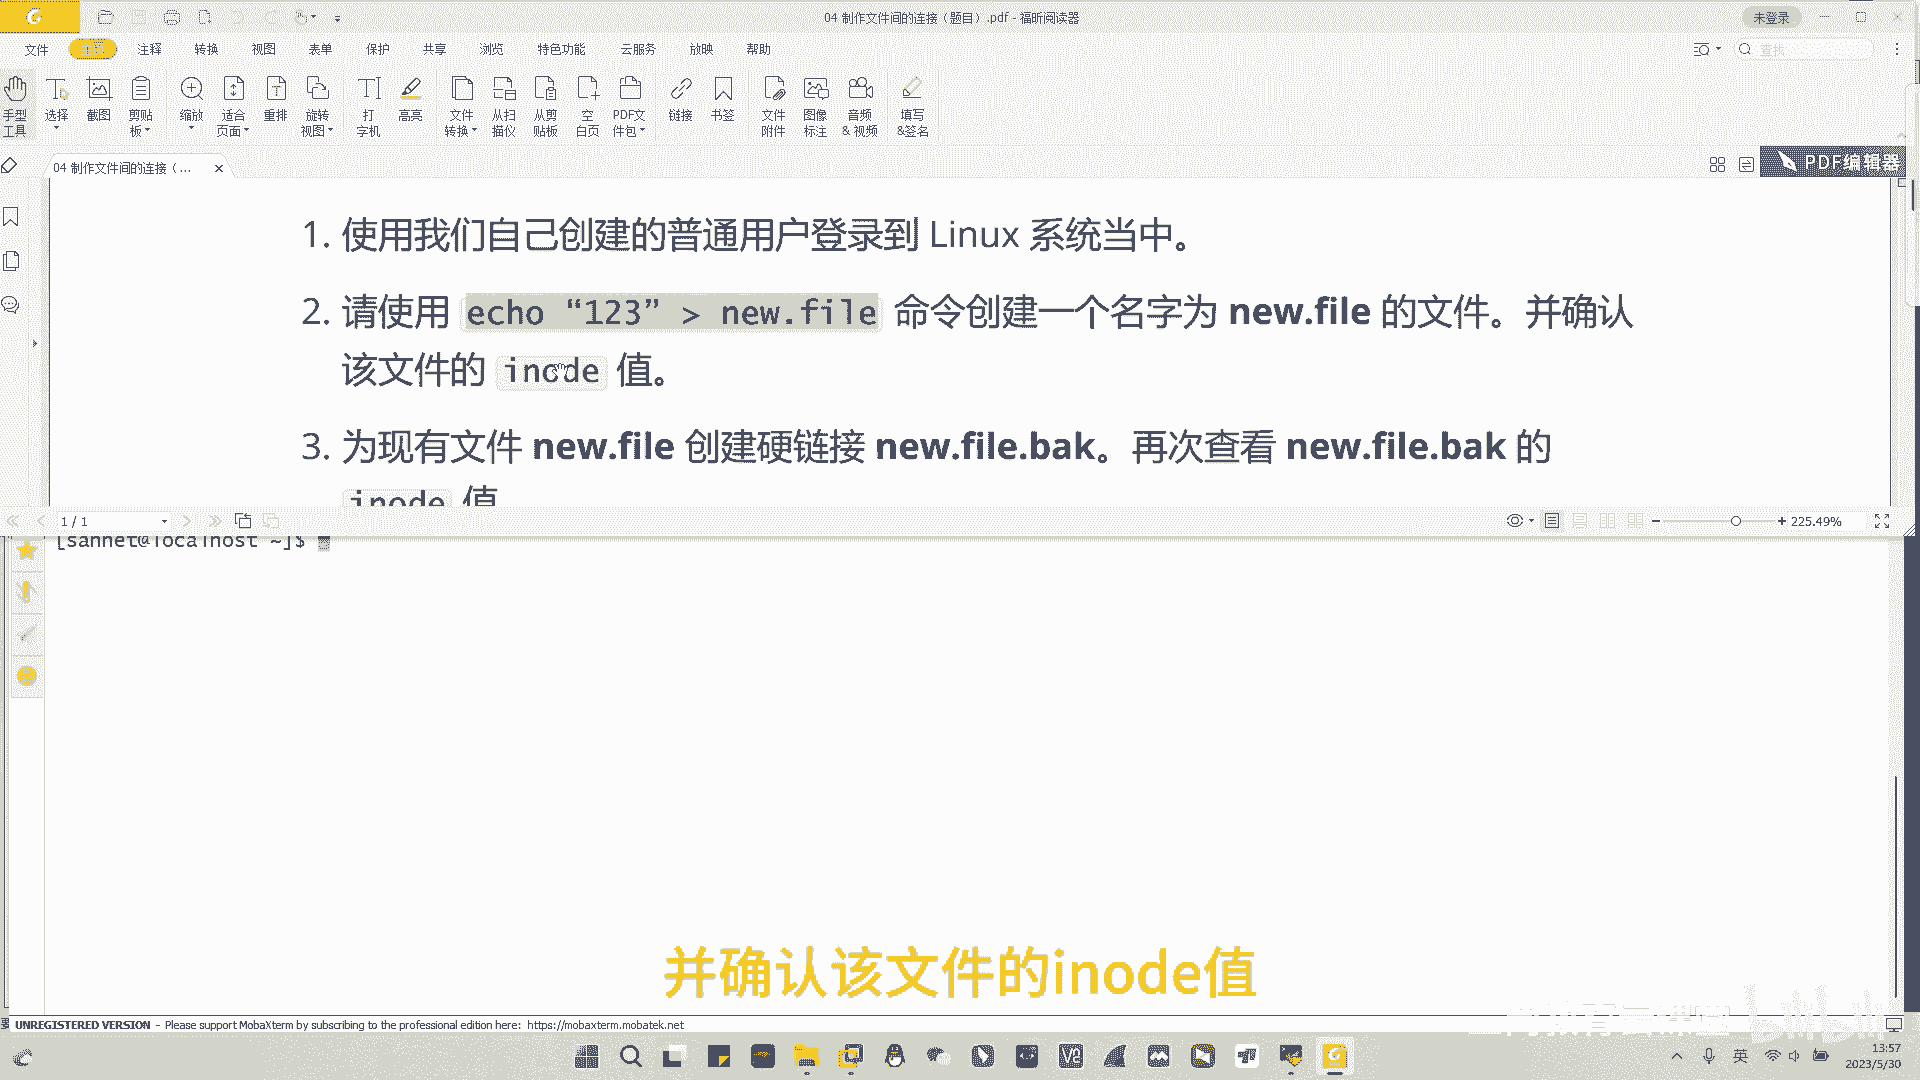 04 制作文件间的连接（题目）.pdf - 福昕阅读器
未登录
文件 主页 注释 转换 视图 表单 保护 共享 浏览 特色功能 云服务 放映 帮助
查找
手型工具 选择 截图 剪贴板 缩放 适合页面 重排 旋转视图 打字机 高亮 文件转换 从扫描仪 从剪贴板 空白页 PDF文件包 链接 书签 文件附件 图像标注 音频&视频 填写&签名
04 制作文件间的连接（...
PDF编辑器
1. 使用我们自己创建的普通用户登录到 Linux 系统当中。
2. 请使用 echo “123” > new.file 命令创建一个名字为 new.file 的文件。并确认
该文件的 inode 值。
3. 为现有文件 new.file 创建硬链接 new.file.bak。再次查看 new.file.bak 的
inode 值
1 / 1
225.49%
[sannet@localhost ~]$
并确认该文件的inode值
UNREGISTERED VERSION - Please support MobaXterm by subscribing to the professional edition here: https://mobaxterm.mobatek.net
英
13:57
2023/5/30